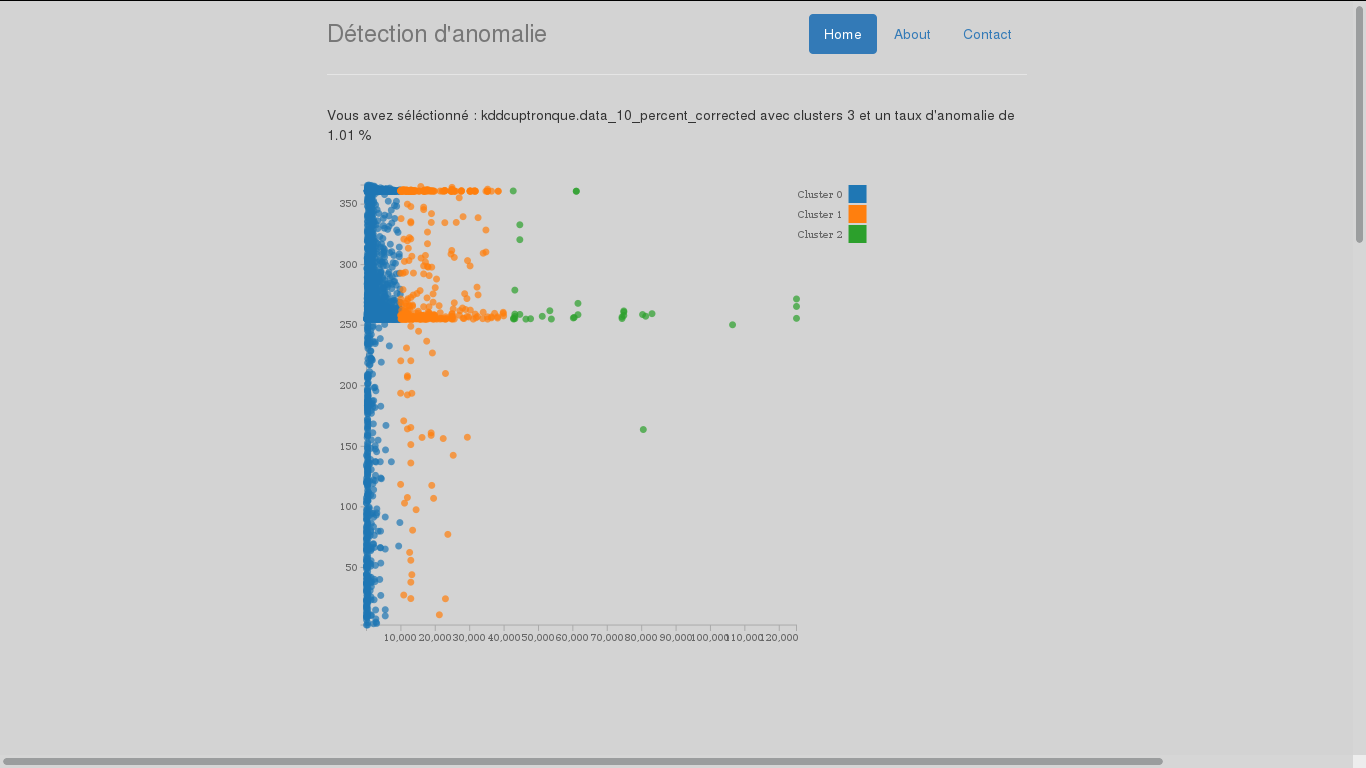 Détection d'anomalie
Home
About
Contact
Vous avez séléctionné : kddcuptronque.data_10_percent_corrected avec clusters 3 et un taux d'anomalie de
1.01 %
Cluster 0
Cluster 1
Cluster 2
350
300
250
200
150
100
50
10,000 20,000 30,000 40,000 50,000 60,000 70,000 80,000 90,000 100,000 110,000 120,000